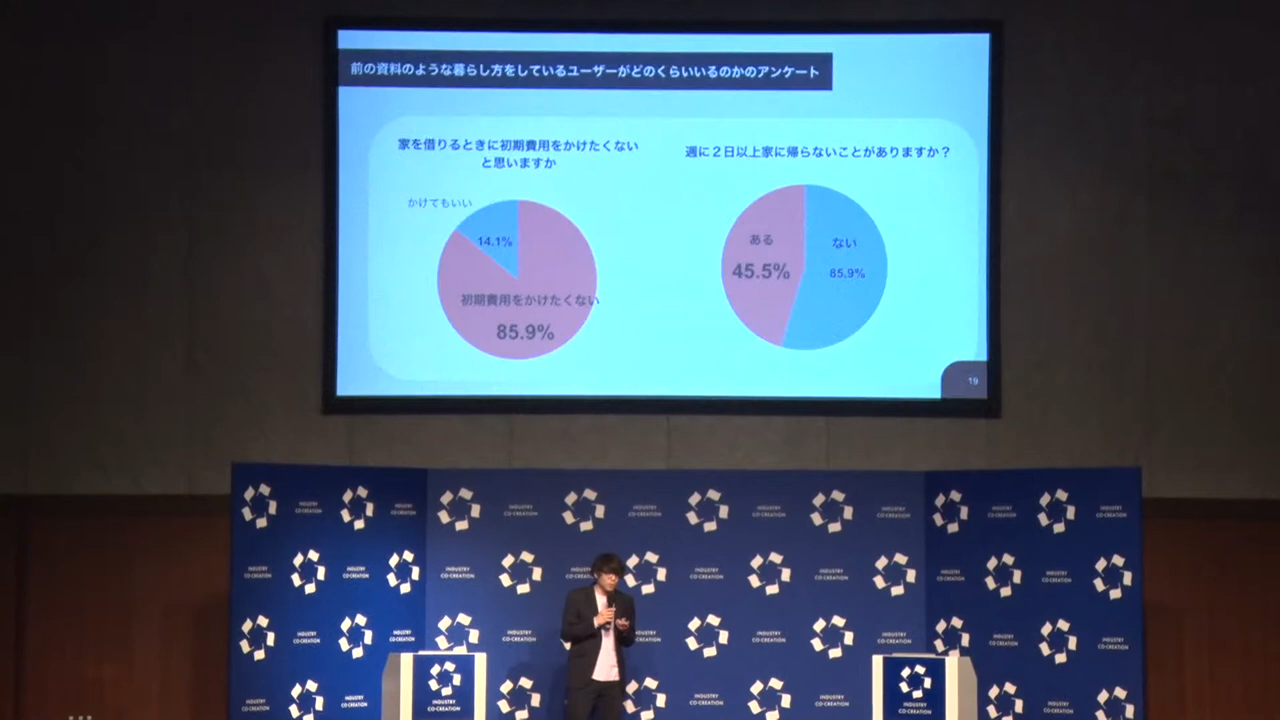 前の資料のような暮らし方をしているユーザーがどのくらいいるのかのアンケート
家を借りるときに初期費用をかけたくない
と思いますか
かけてもいい
14.1%
初期費用をかけたくない
85.9%
週に２日以上家に帰らないことがありますか？
ある
45.5%
ない
85.9%
19
INDUSTRY
CO-CREATION
INDUSTRY
CO-CREATION
INDUSTRY
CO-CREATION